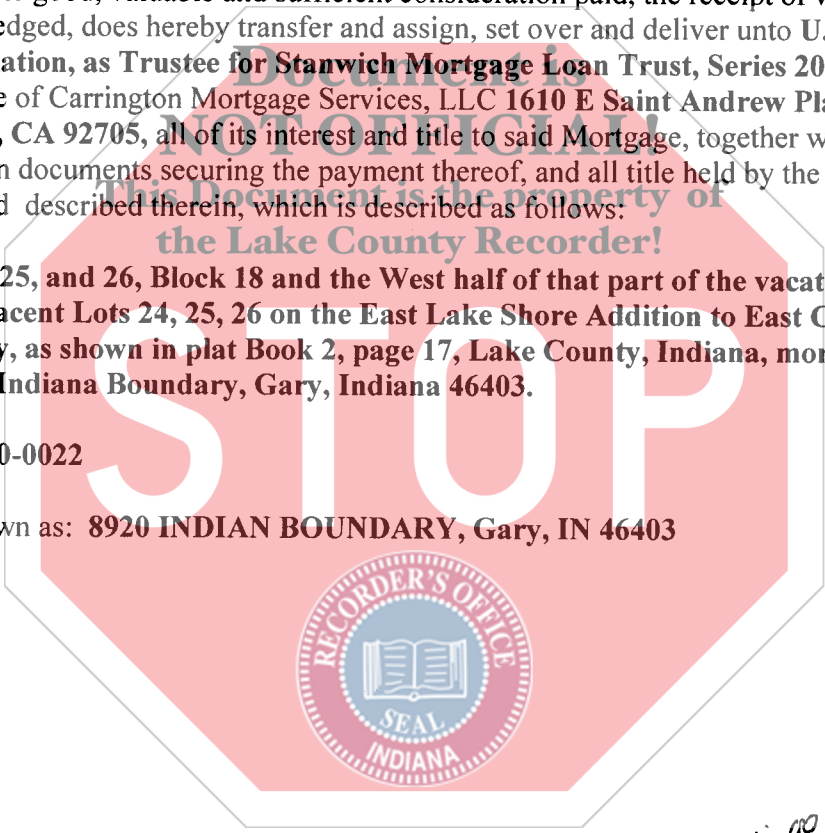 edged, does hereby transfer and assign, set over and deliver unto U.
ation, as Trustee for Stanwich Mortgage Loan Trust, Series 20
Document is
e of Carrington Mortgage Services, LLC 1610 E Saint Andrew Pla
, CA 92705, all of its interest and title to said Mortgage, together w
NOT OFFICIAL!
n documents securing the payment thereof, and all title held by the
This Document is the property of
d described therein, which is described as follows:
the Lake County Recorder!
25, and 26, Block 18 and the West half of that part of the vacat
acent Lots 24, 25, 26 on the East Lake Shore Addition to East C
y, as shown in plat Book 2, page 17, Lake County, Indiana, mor
Indiana Boundary, Gary, Indiana 46403.
STOP
0-0022
wn as: 8920 INDIAN BOUNDARY, Gary, IN 46403
RECORDER'S OFFICE
SEAL
INDIANA